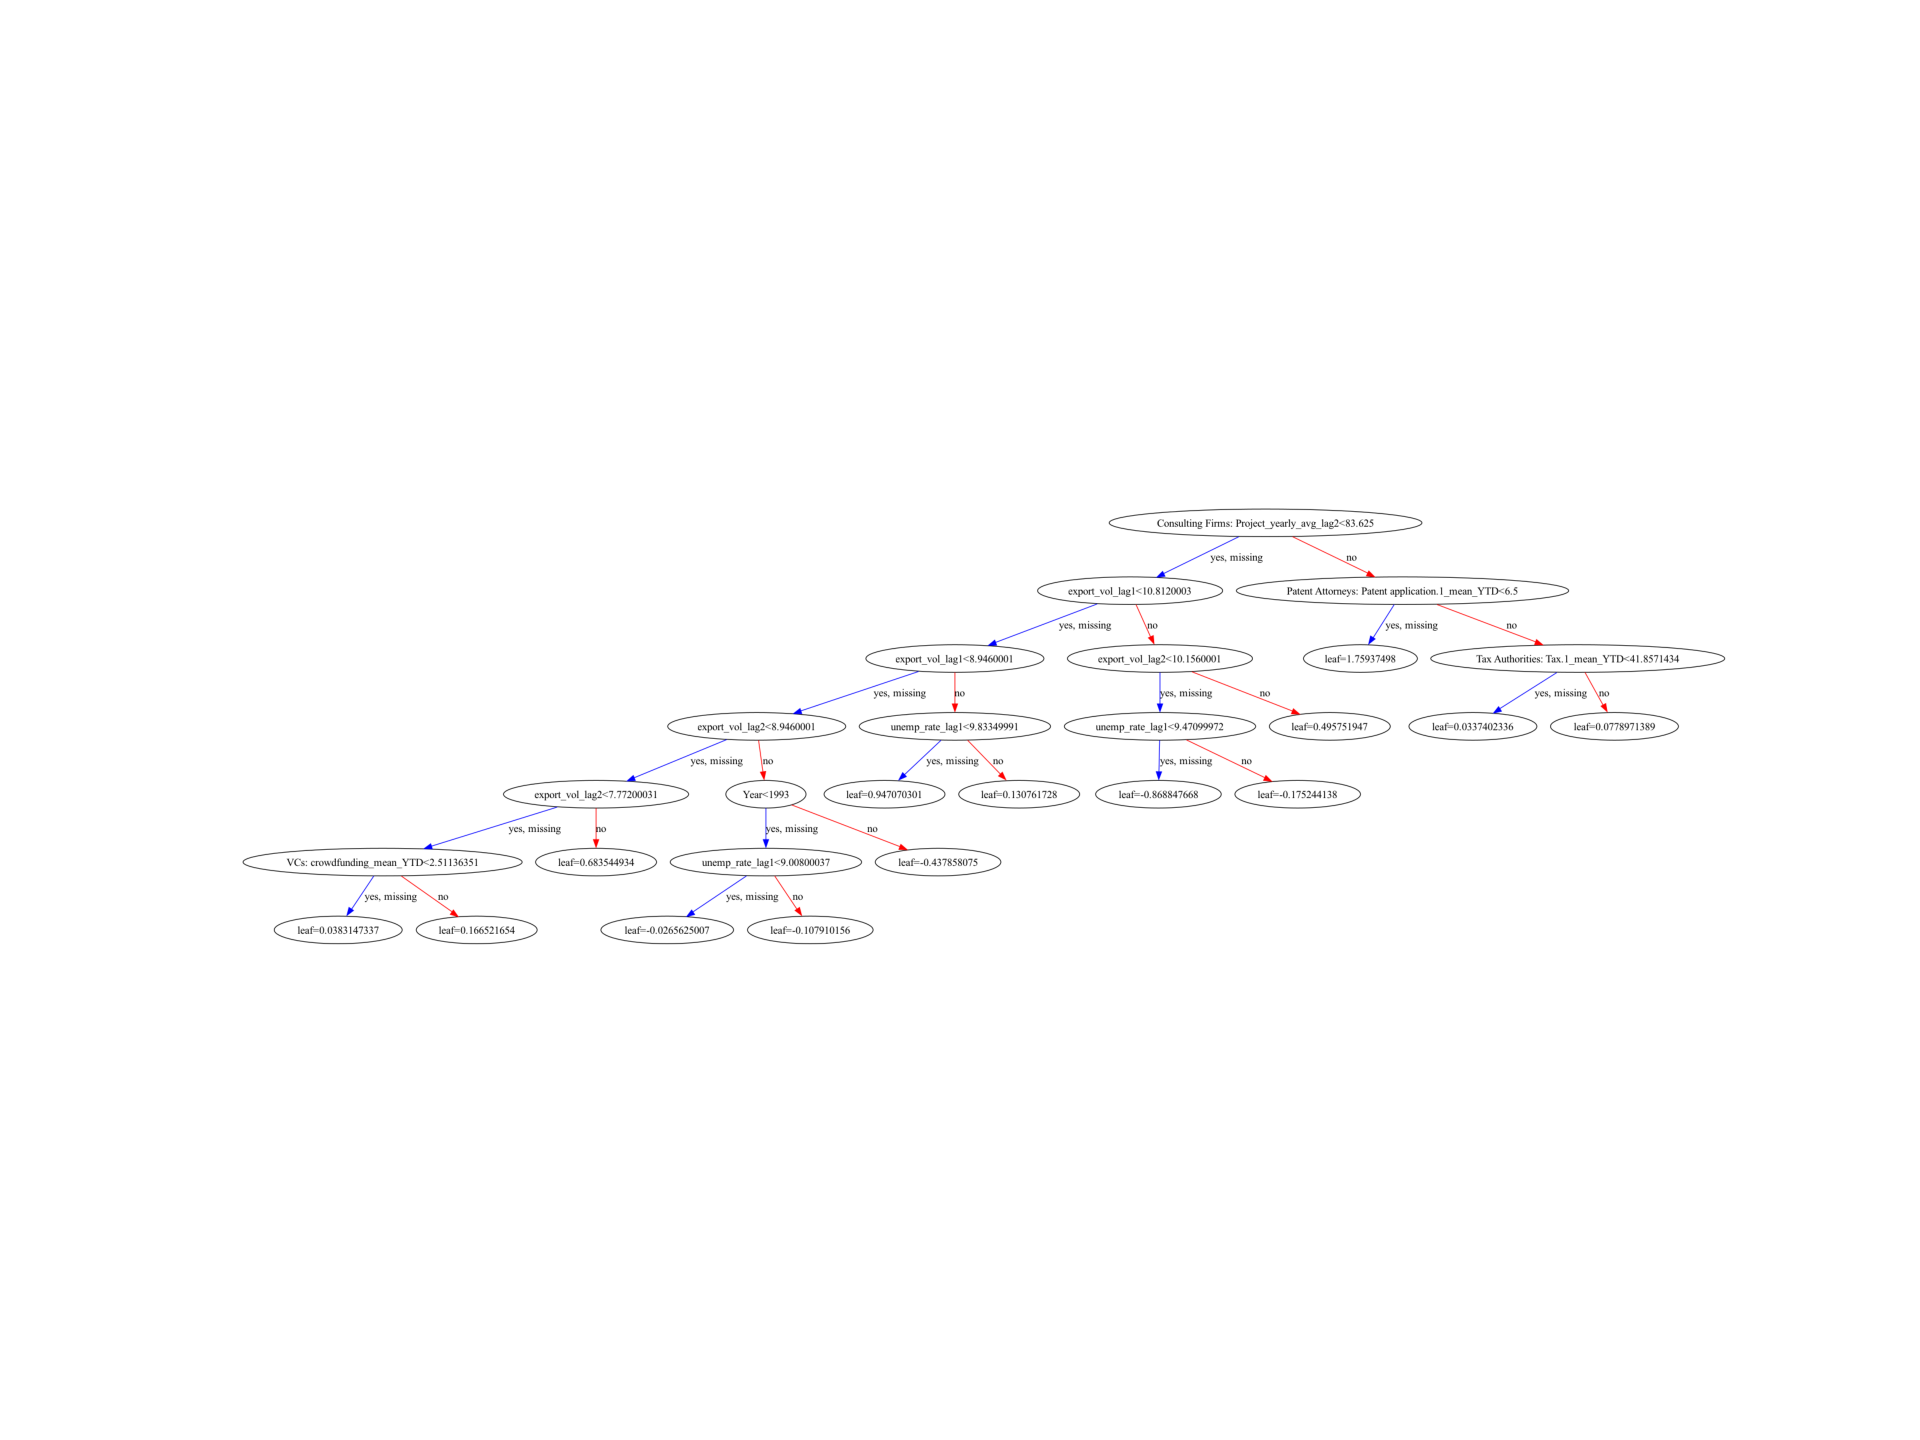 Consulting Firms: Project_yearly_avg_lag2<83.625
yes, missing
no
export_vol_lag1<10.8120003
Patent Attorneys: Patent application.1_mean_YTD<6.5
yes, missing
no
yes, missing
no
export_vol_lag1<8.9460001
export_vol_lag2<10.1560001
leaf=1.75937498
Tax Authorities: Tax.1_mean_YTD<41.8571434
yes, missing
no
yes, missing
no
yes, missing
no
export_vol_lag2<8.9460001
unemp_rate_lag1<9.83349991
unemp_rate_lag1<9.47099972
leaf=0.495751947
leaf=0.0337402336
leaf=0.0778971389
yes, missing
no
yes, missing
no
yes, missing
no
export_vol_lag2<7.77200031
Year<1993
leaf=0.947070301
leaf=0.130761728
leaf=-0.868847668
leaf=-0.175244138
yes, missing
no
yes, missing
no
VCs: crowdfunding_mean_YTD<2.51136351
leaf=0.683544934
unemp_rate_lag1<9.00800037
leaf=-0.437858075
yes, missing
no
yes, missing
no
leaf=0.0383147337
leaf=0.166521654
leaf=-0.0265625007
leaf=-0.107910156